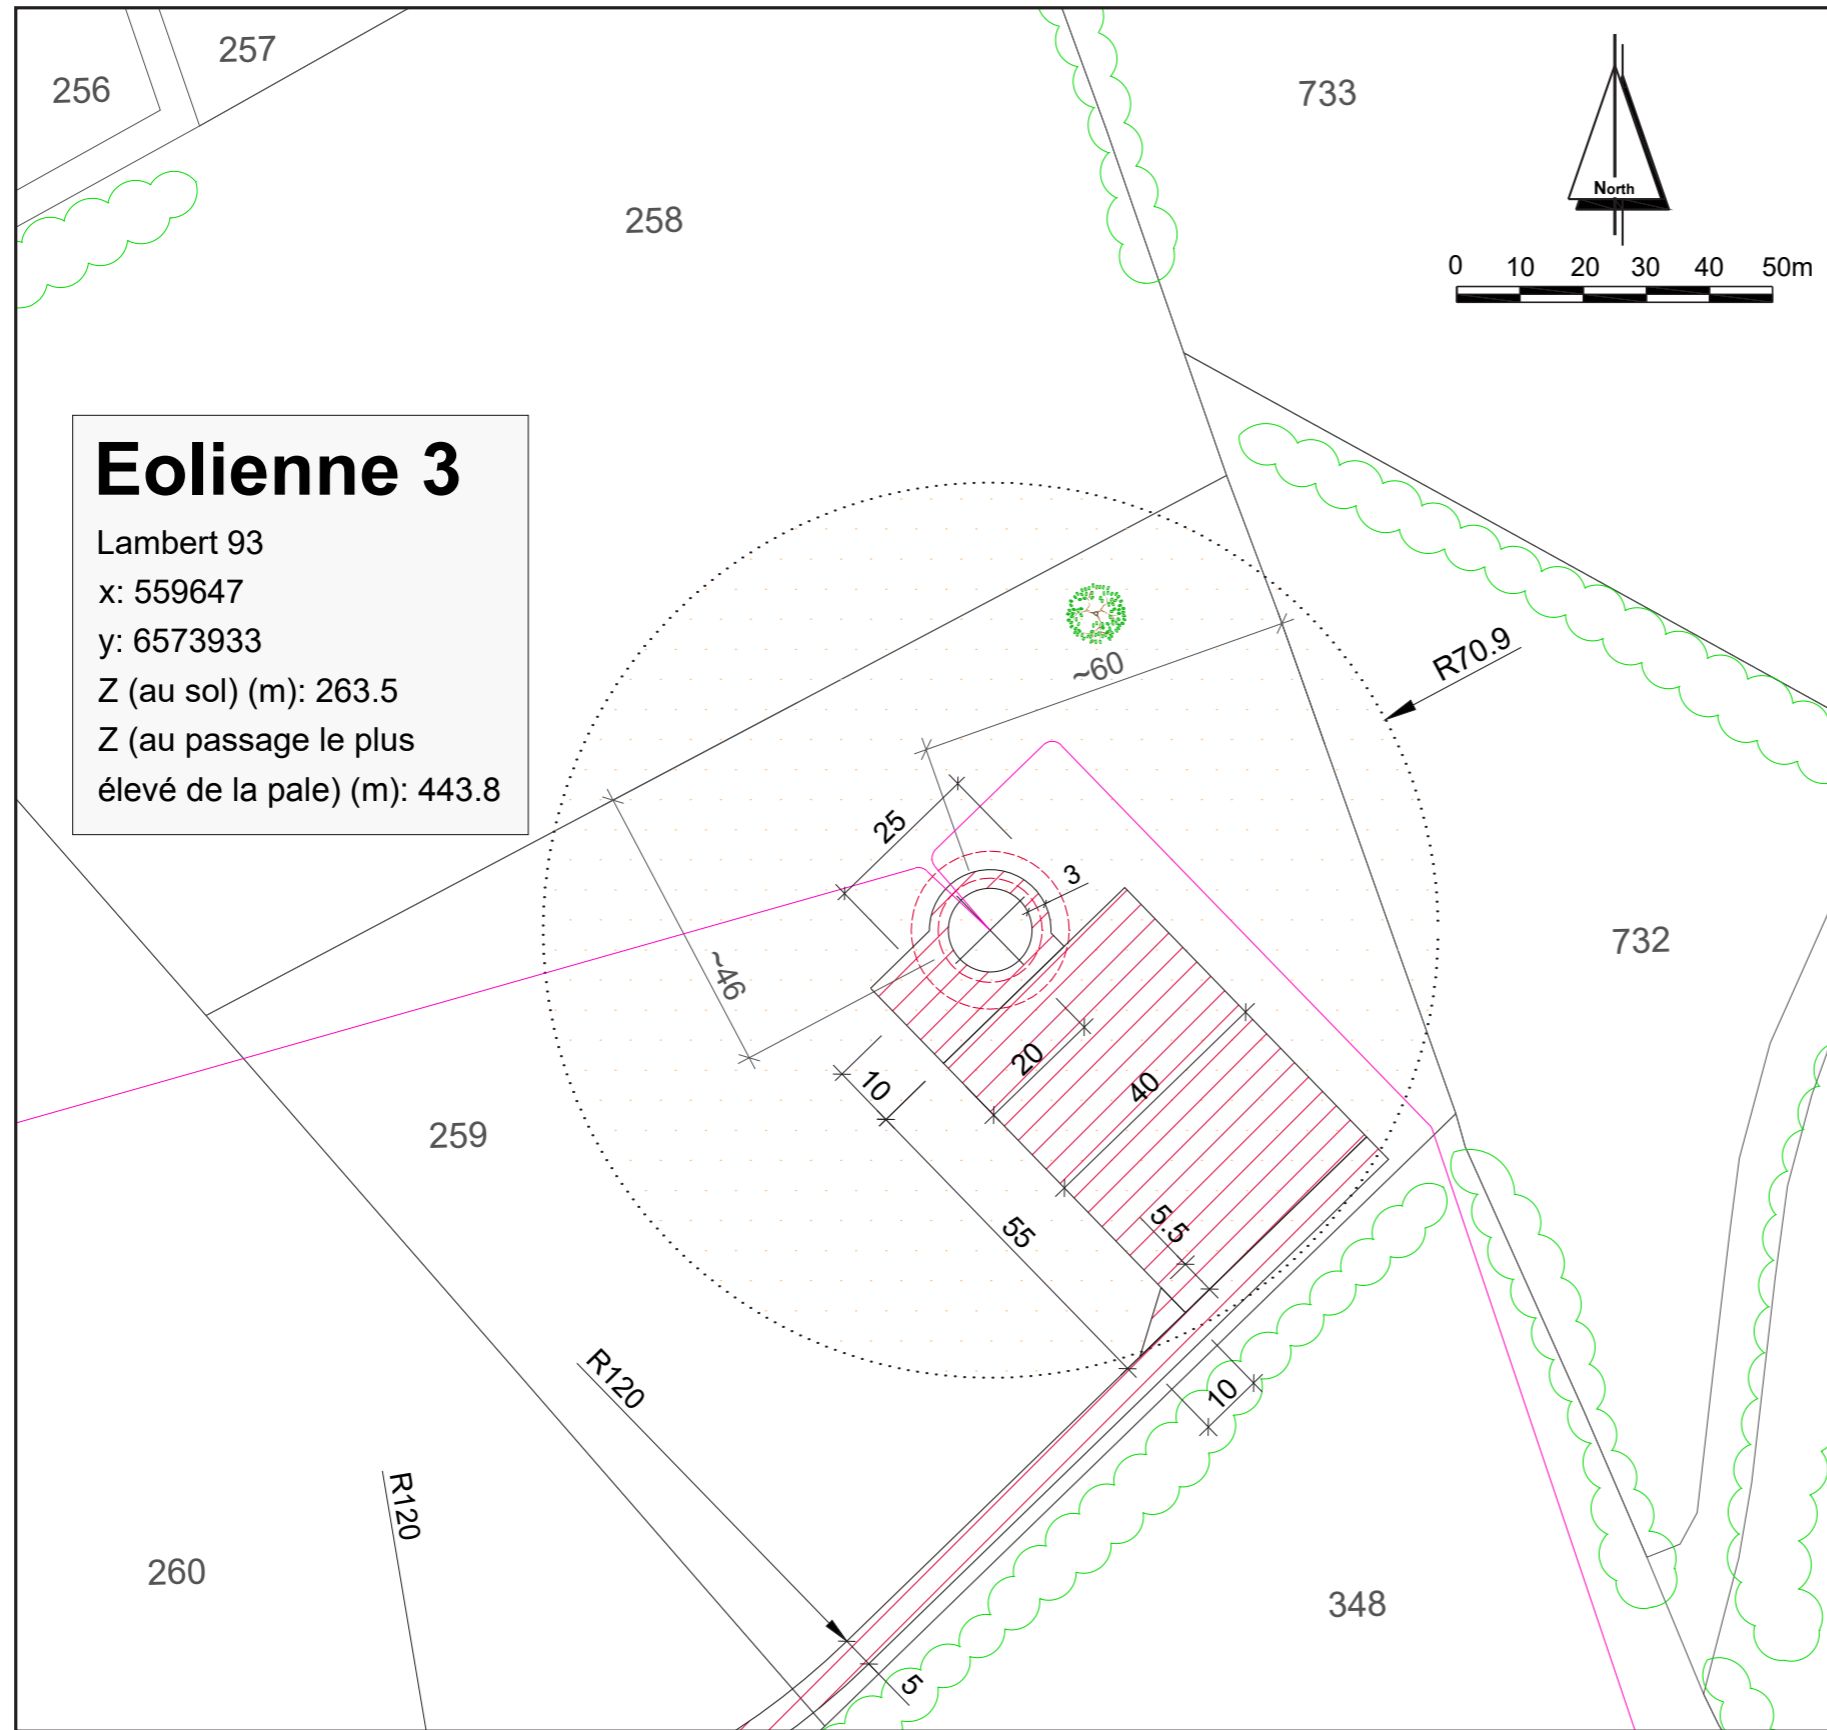 257
256
733
North
258
0 10 20 30 40 50m
Eolienne 3
Lambert 93
x: 559647
y: 6573933
Z (au sol) (m): 263.5
Z (au passage le plus
élevé de la pale) (m): 443.8
R70.9
~60
25
3
732
~46
20
10
40
259
5.5
55
R120
10
R120
260
348
5